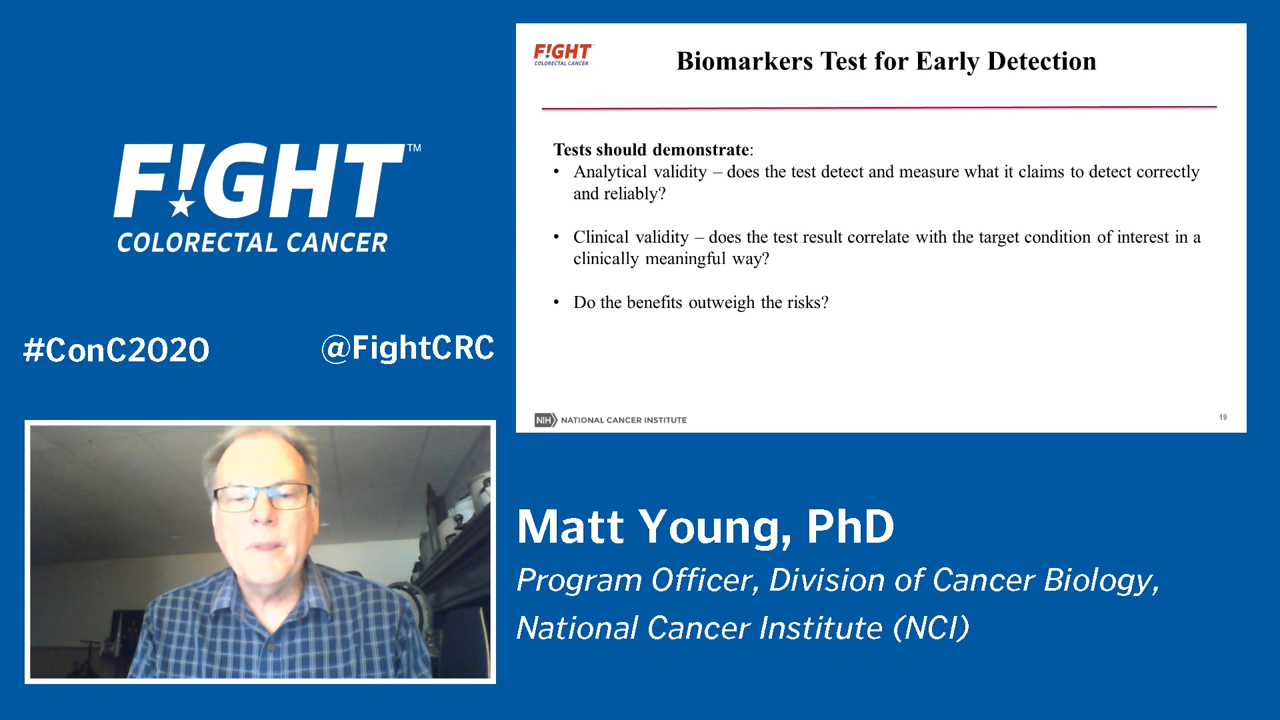 F!GHT™
COLORECTAL CANCER
#ConC2020
@FightCRC
F!GHT
COLORECTAL CANCER
Biomarkers Test for Early Detection
Tests should demonstrate:
• Analytical validity – does the test detect and measure what it claims to detect correctly
and reliably?
• Clinical validity – does the test result correlate with the target condition of interest in a
clinically meaningful way?
• Do the benefits outweigh the risks?
NIH NATIONAL CANCER INSTITUTE
19
Matt Young, PhD
Program Officer, Division of Cancer Biology,
National Cancer Institute (NCI)